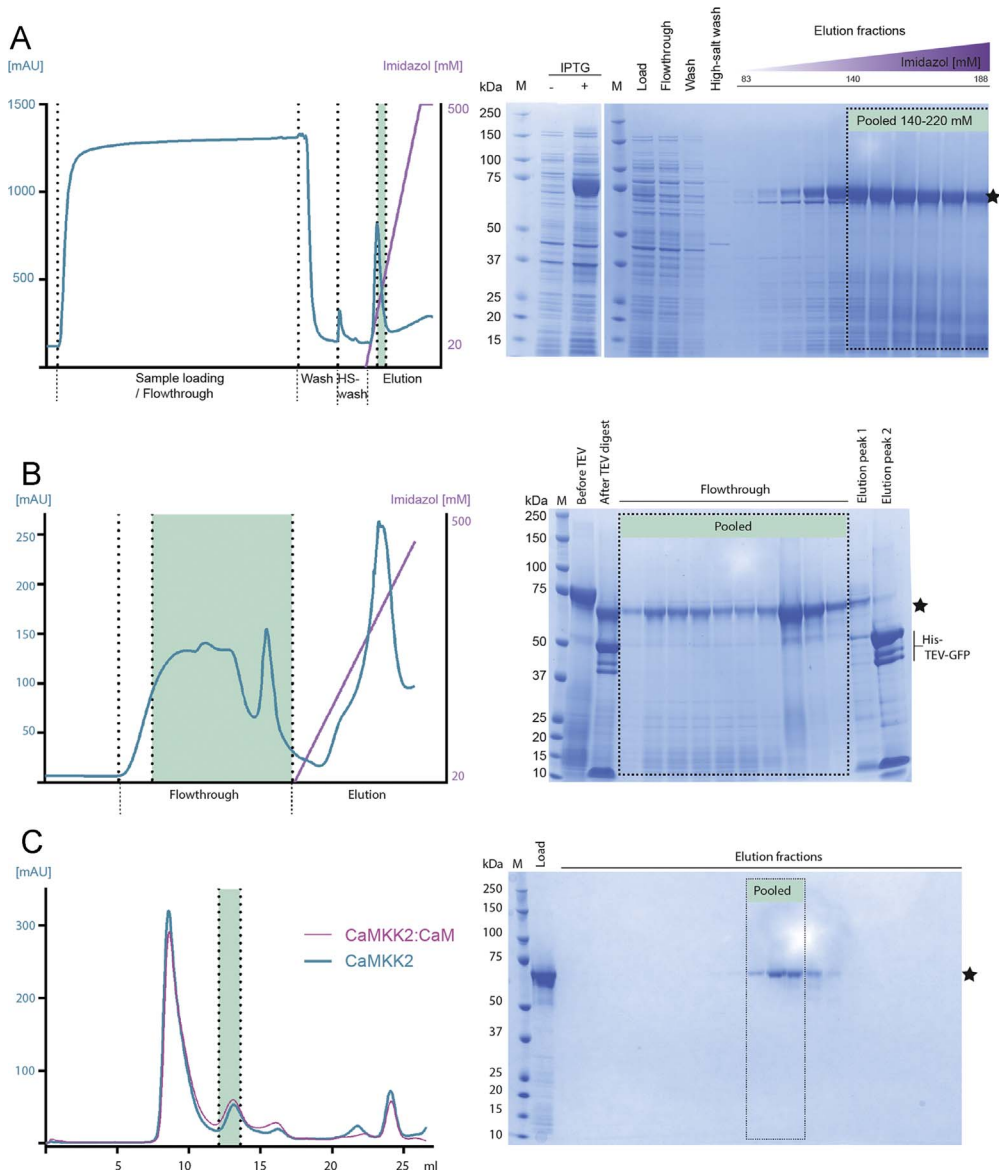 A
[mAU]
Imidazol [mM]
1500
1000
500
500
20
Sample loading
/ Flowthrough
Wash
HS-
wash
Elution
kDa
M
IPTG
-
+
M
Load
Flowthrough
Wash
High-salt wash
Elution fractions
Imidazol [mM]
83
140
188
Pooled 140-220 mM
250
150
100
75
50
37
25
20
15
B
[mAU]
Imidazol [mM]
500
250
200
150
100
50
20
Flowthrough
Elution
kDa
M
Before TEV
After TEV digest
Flowthrough
Elution peak 1
Elution peak 2
Pooled
250
150
100
75
50
37
25
20
15
10
His-
TEV-GFP
C
[mAU]
300
200
100
CaMKK2:CaM
CaMKK2
5
10
15
20
25
ml
kDa
M
Load
Elution fractions
Pooled
250
150
100
75
50
37
25
20
15
10